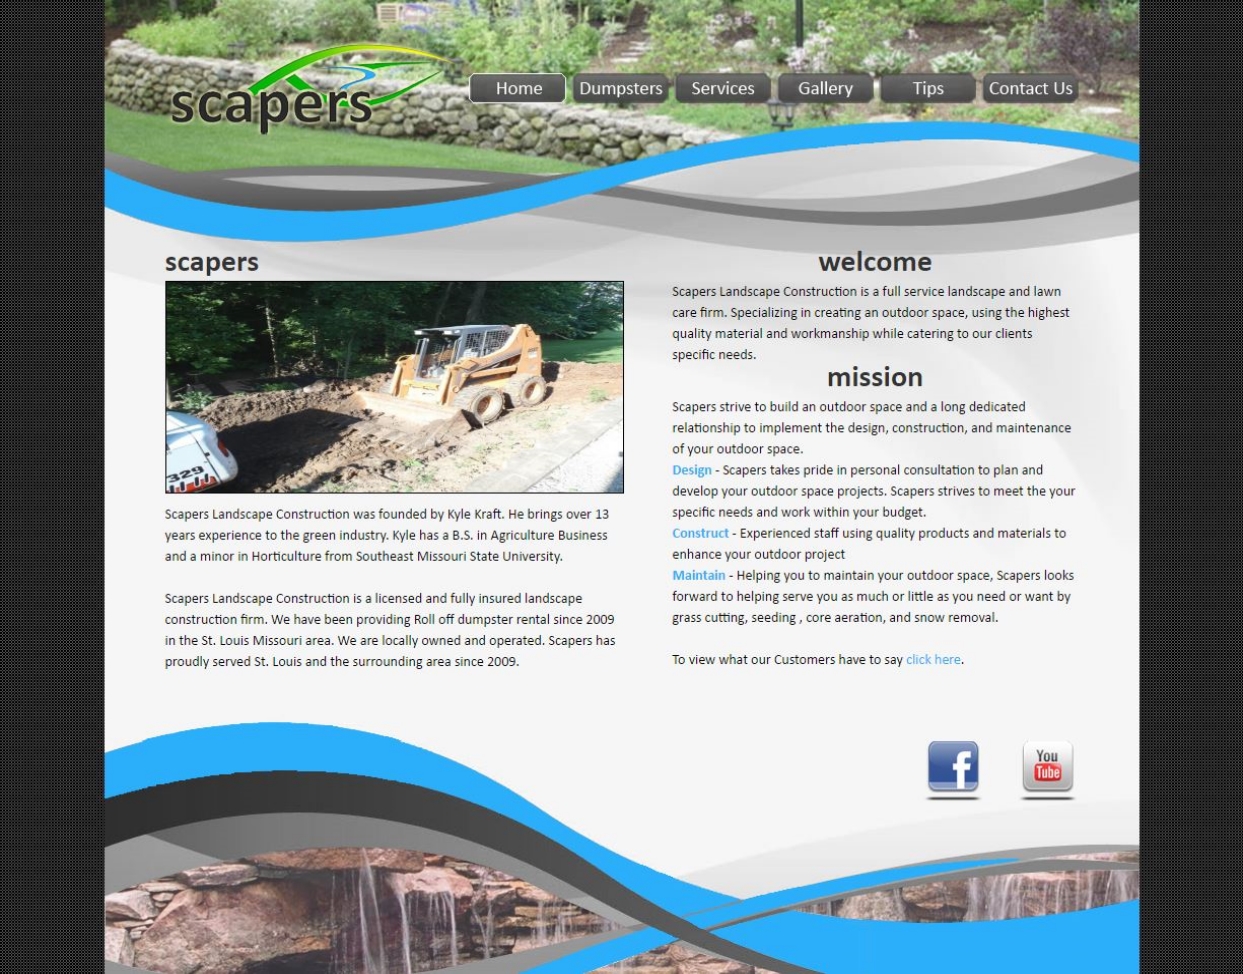 scapers
Home
Dumpsters
Services
Gallery
Tips
Contact Us
scapers
329
Scapers Landscape Construction was founded by Kyle Kraft. He brings over 13
years experience to the green industry. Kyle has a B.S. in Agriculture Business
and a minor in Horticulture from Southeast Missouri State University.
Scapers Landscape Construction is a licensed and fully insured landscape
construction firm. We have been providing Roll off dumpster rental since 2009
in the St. Louis Missouri area. We are locally owned and operated. Scapers has
proudly served St. Louis and the surrounding area since 2009.
welcome
Scapers Landscape Construction is a full service landscape and lawn
care firm. Specializing in creating an outdoor space, using the highest
quality material and workmanship while catering to our clients
specific needs.
mission
Scapers strive to build an outdoor space and a long dedicated
relationship to implement the design, construction, and maintenance
of your outdoor space.
Design - Scapers takes pride in personal consultation to plan and
develop your outdoor space projects. Scapers strives to meet the your
specific needs and work within your budget.
Construct - Experienced staff using quality products and materials to
enhance your outdoor project
Maintain - Helping you to maintain your outdoor space, Scapers looks
forward to helping serve you as much or little as you need or want by
grass cutting, seeding , core aeration, and snow removal.
To view what our Customers have to say click here.
f
You
Tube